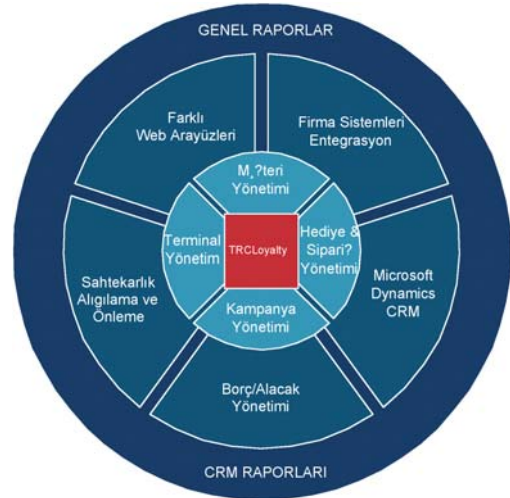 GENEL RAPORLAR
Farklı
Web Arayüzleri
Firma Sistemleri
Entegrasyon
M¸?teri
Yönetimi
Terminal
Yönetim
TRCLoyalty
Hediye &
Sipari?
Yönetimi
Sahtekarlık
Alıgılama ve
Önleme
Microsoft
Dynamics
CRM
Kampanya
Yönetimi
Borç/Alacak
Yönetimi
CRM RAPORLARI